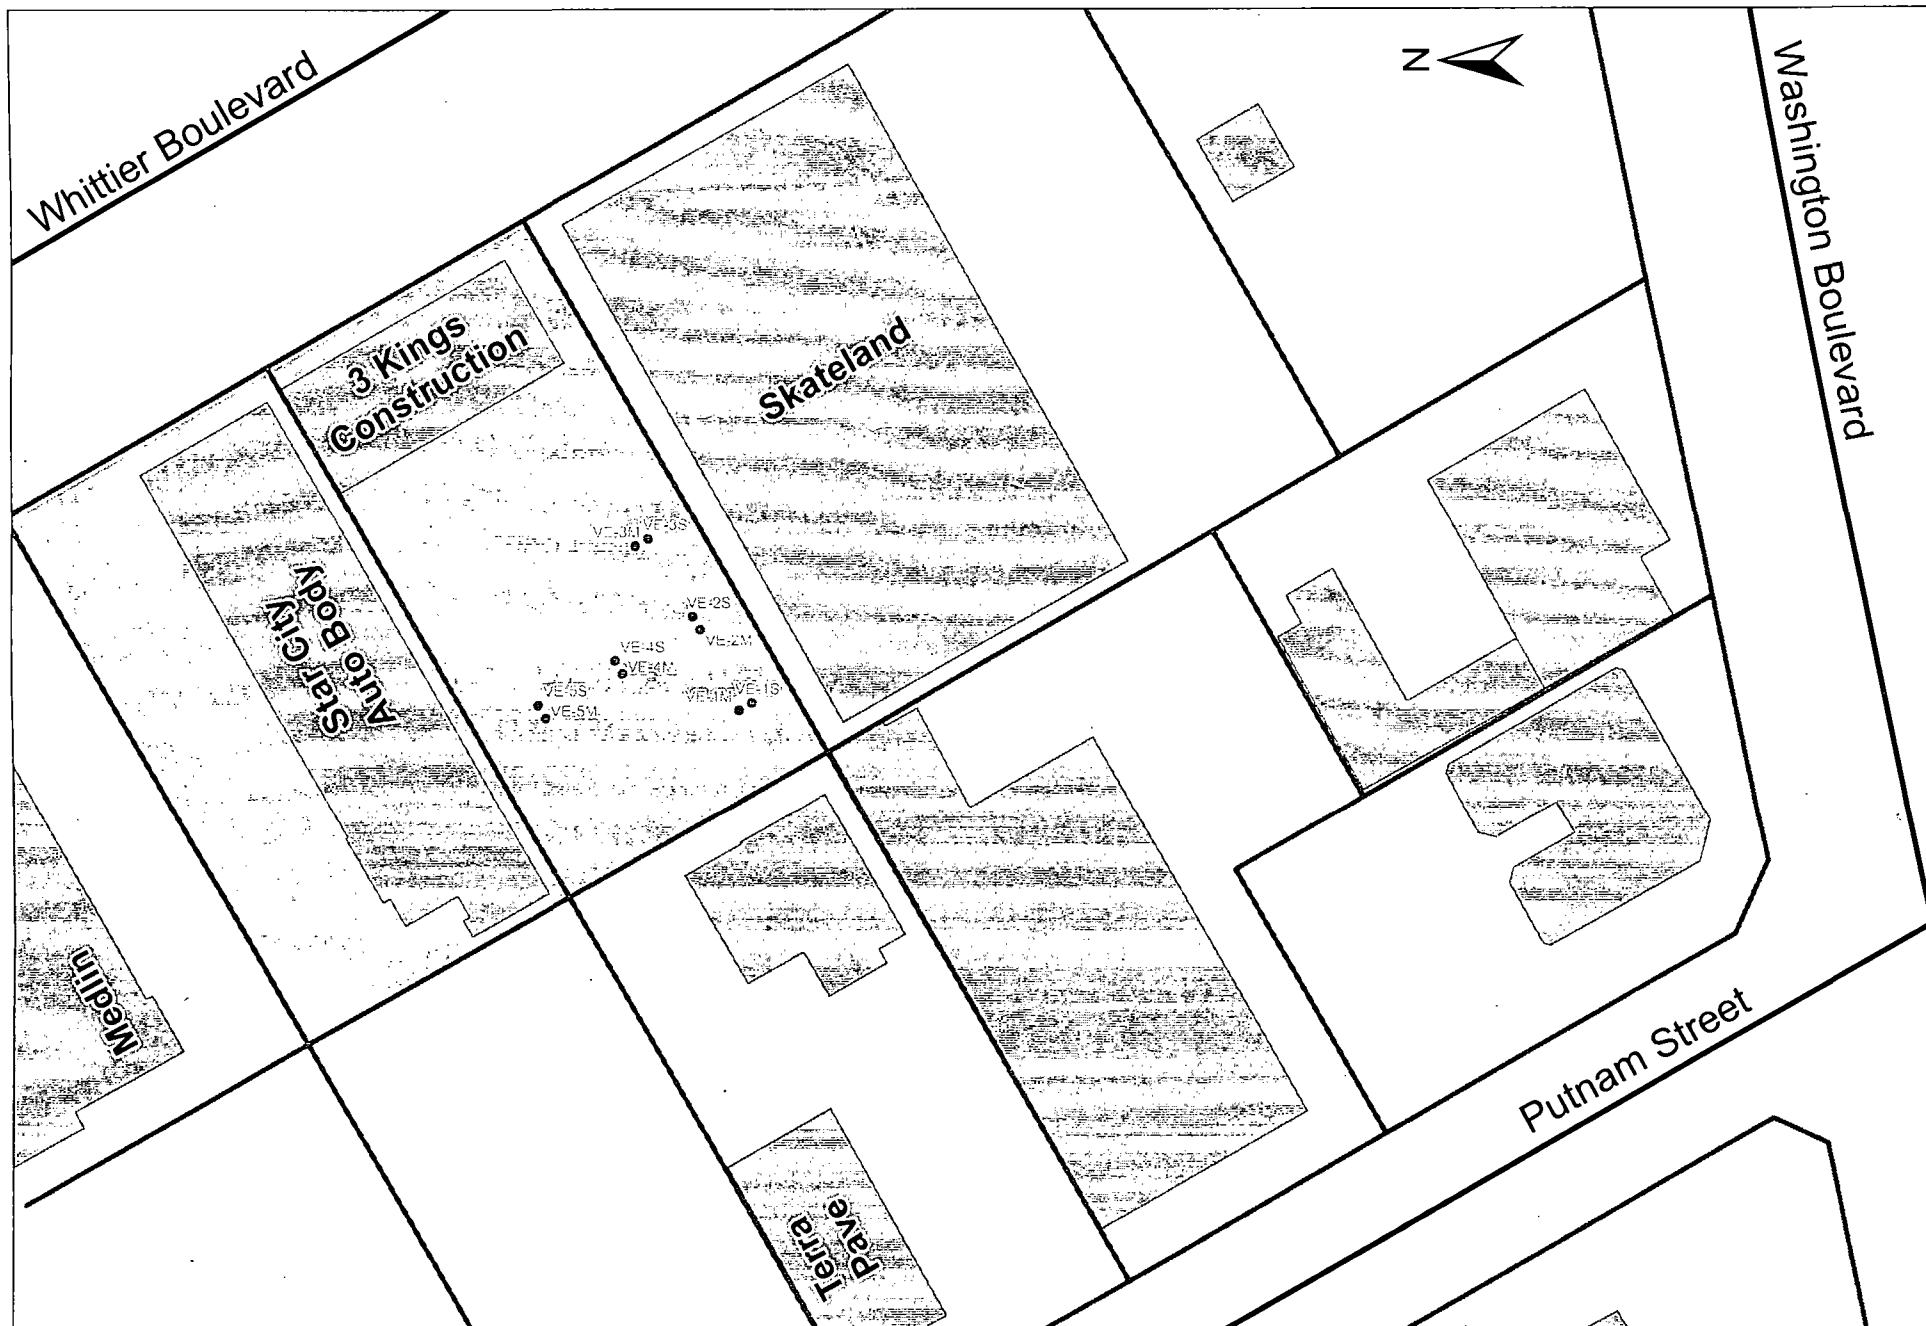 Whittier Boulevard
N
Washington Boulevard
3 Kings
Construction
Skateland
VE-3M
VE-3S
VE-2S
VE-2M
VE-4S
VE-4M
VE-5S
VE-5M
VE-1M
VE-1S
Star City
Auto Body
Medlin
Putnam Street
Terra
Pave